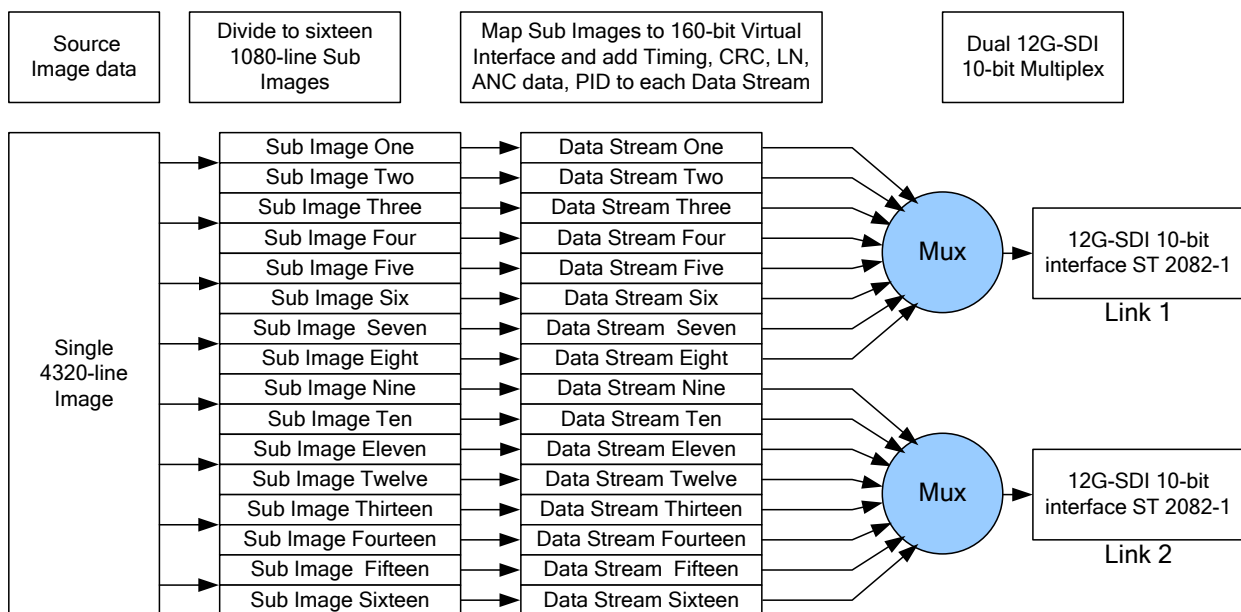 Source
Image data
Divide to sixteen
1080-line Sub
Images
Map Sub Images to 160-bit Virtual
Interface and add Timing, CRC, LN,
ANC data, PID to each Data Stream
Dual 12G-SDI
10-bit Multiplex
Single
4320-line
Image
Sub Image One
Sub Image Two
Sub Image Three
Sub Image Four
Sub Image Five
Sub Image Six
Sub Image Seven
Sub Image Eight
Sub Image Nine
Sub Image Ten
Sub Image Eleven
Sub Image Twelve
Sub Image Thirteen
Sub Image Fourteen
Sub Image Fifteen
Sub Image Sixteen
Data Stream One
Data Stream Two
Data Stream Three
Data Stream Four
Data Stream Five
Data Stream Six
Data Stream Seven
Data Stream Eight
Data Stream Nine
Data Stream Ten
Data Stream Eleven
Data Stream Twelve
Data Stream Thirteen
Data Stream Fourteen
Data Stream Fifteen
Data Stream Sixteen
Mux
12G-SDI 10-bit
interface ST 2082-1
Link 1
Mux
12G-SDI 10-bit
interface ST 2082-1
Link 2